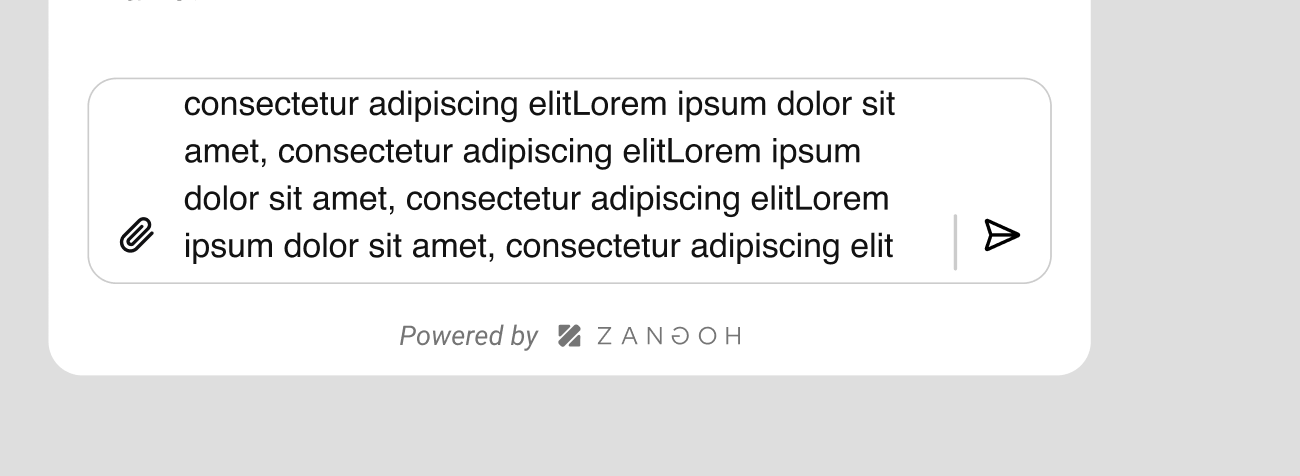 consectetur adipiscing elitLorem ipsum dolor sit
amet, consectetur adipiscing elitLorem ipsum
dolor sit amet, consectetur adipiscing elitLorem
ipsum dolor sit amet, consectetur adipiscing elit
Powered by ZANGOH